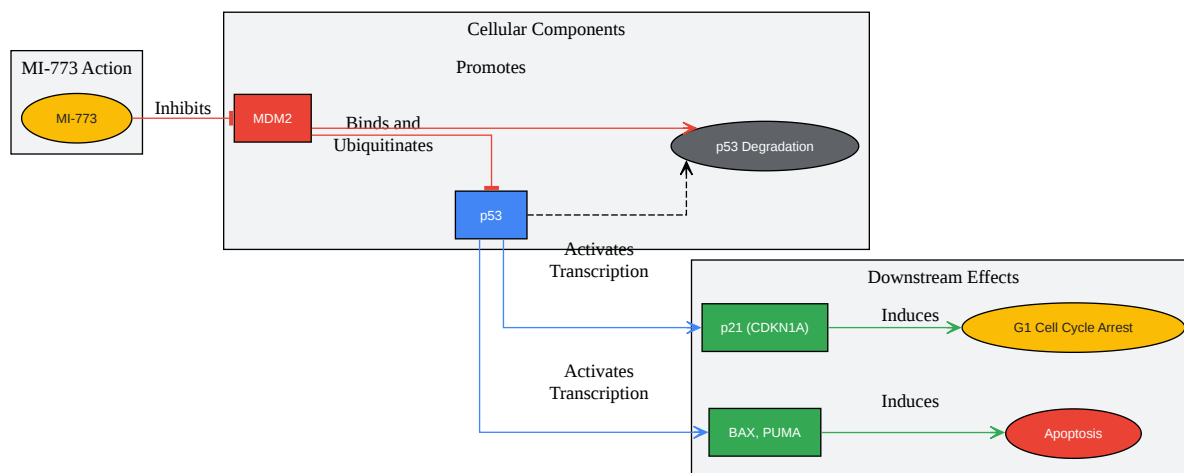 Cellular Components
MI-773 Action
Promotes
MI-773
Inhibits
MDM2
Binds and
Ubiquitinates
p53 Degradation
p53
Activates
Transcription
Downstream Effects
p21 (CDKN1A)
Induces
G1 Cell Cycle Arrest
Activates
Transcription
BAX, PUMA
Induces
Apoptosis